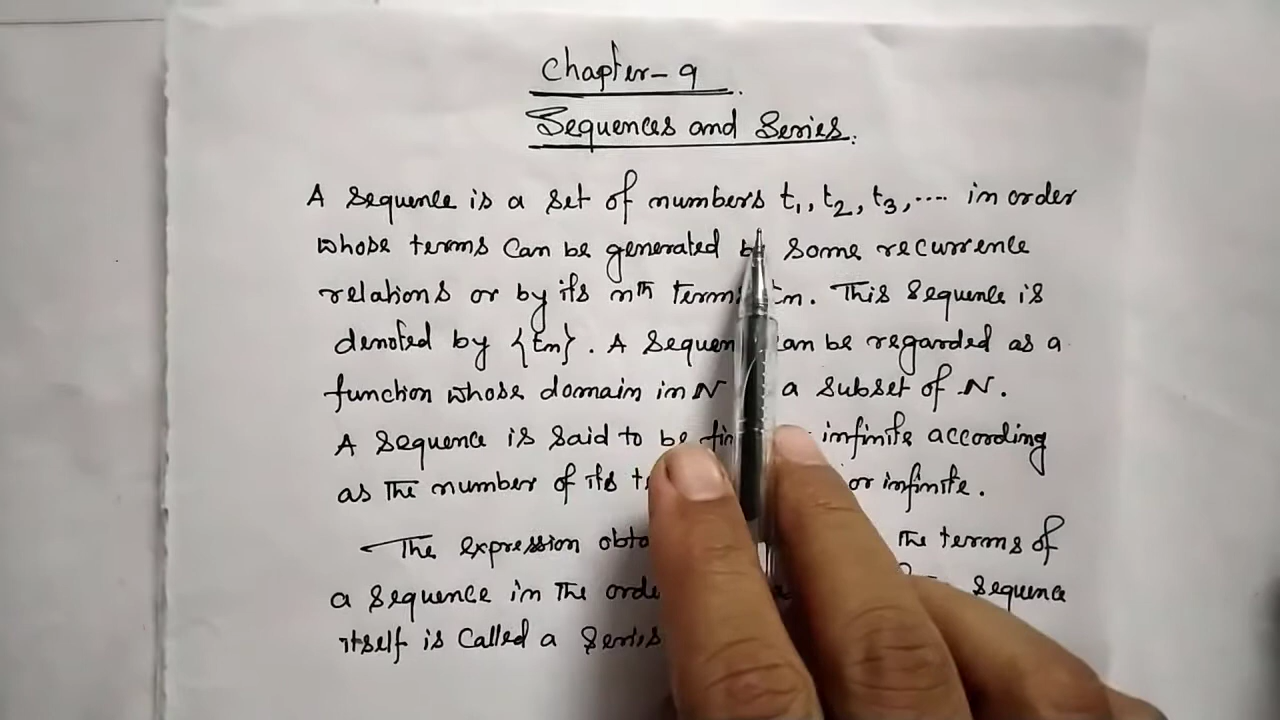 Chapter-9.
Sequences and Series.
A sequence is a set of numbers t₁, t₂, t₃, .... in order
whose terms can be generated by some recurrence
relations or by its nth term tn. This sequence is
denoted by {tn}. A sequen can be regarded as a
function whose domain in N a subset of N.
A sequence is said to be fin infinite according
as the number of its or infinite.
The expression the terms of
a sequence in the sequence
itself is called a series